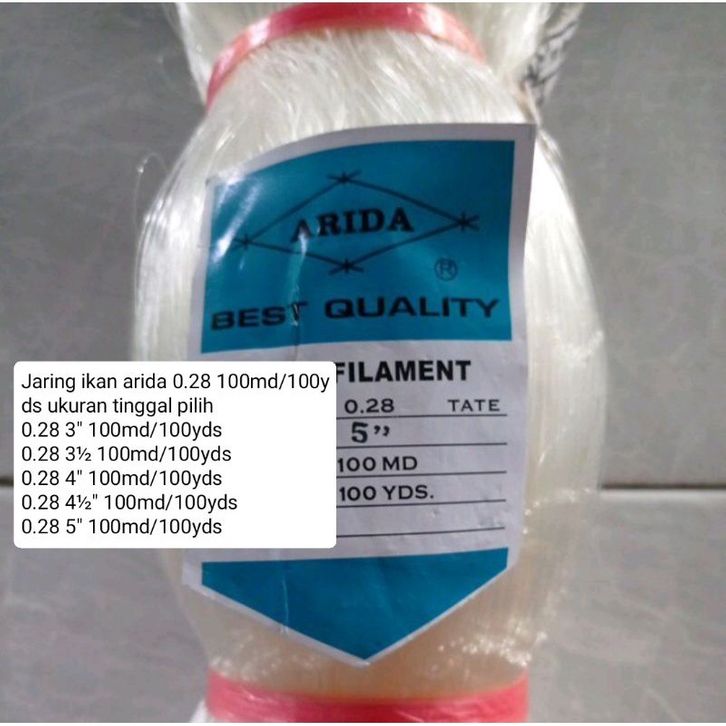 ARIDA
®
BEST QUALITY
FILAMENT
0.28 TATE
5”
100 MD
100 YDS.
Jaring ikan arida 0.28 100md/100y
ds ukuran tinggal pilih
0.28 3" 100md/100yds
0.28 3½ 100md/100yds
0.28 4" 100md/100yds
0.28 4½" 100md/100yds
0.28 5" 100md/100yds